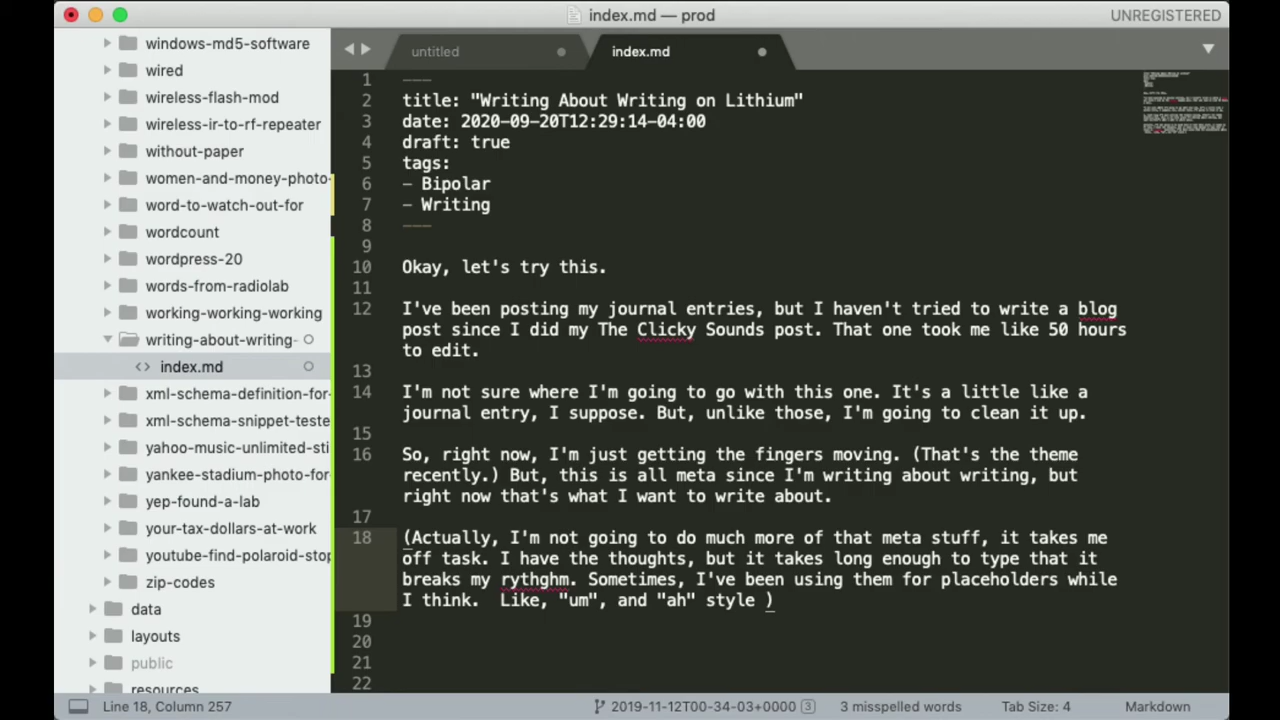 index.md — prod
UNREGISTERED
windows-md5-software
wired
wireless-flash-mod
wireless-ir-to-rf-repeater
without-paper
women-and-money-photo-
word-to-watch-out-for
wordcount
wordpress-20
words-from-radiolab
working-working-working
writing-about-writing-
index.md
xml-schema-definition-for-
xml-schema-snippet-teste
yahoo-music-unlimited-sti
yankee-stadium-photo-for-
yep-found-a-lab
your-tax-dollars-at-work
youtube-find-polaroid-stop
zip-codes
data
layouts
public
resources
untitled
index.md
1 ---
2 title: "Writing About Writing on Lithium"
3 date: 2020-09-20T12:29:14-04:00
4 draft: true
5 tags:
6 - Bipolar
7 - Writing
8 ---
9
10 Okay, let's try this.
11
12 I've been posting my journal entries, but I haven't tried to write a blog
post since I did my The Clicky Sounds post. That one took me like 50 hours
to edit.
13
14 I'm not sure where I'm going to go with this one. It's a little like a
journal entry, I suppose. But, unlike those, I'm going to clean it up.
15
16 So, right now, I'm just getting the fingers moving. (That's the theme
recently.) But, this is all meta since I'm writing about writing, but
right now that's what I want to write about.
17
18 (Actually, I'm not going to do much more of that meta stuff, it takes me
off task. I have the thoughts, but it takes long enough to type that it
breaks my rythghm. Sometimes, I've been using them for placeholders while
I think.  Like, "um", and "ah" style )
19
20
21
22
Line 18, Column 257
2019-11-12T00-34-03+0000 3
3 misspelled words
Tab Size: 4
Markdown